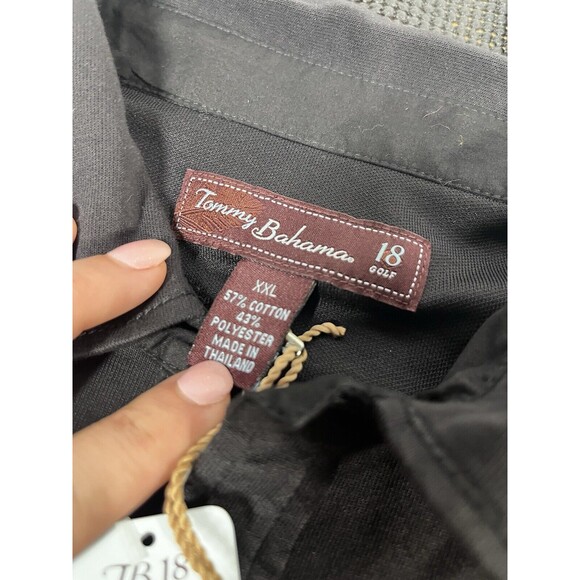 Tommy Bahama
18
GOLF
XXL
57% COTTON
43%
POLYESTER
MADE IN
THAILAND
TB 18